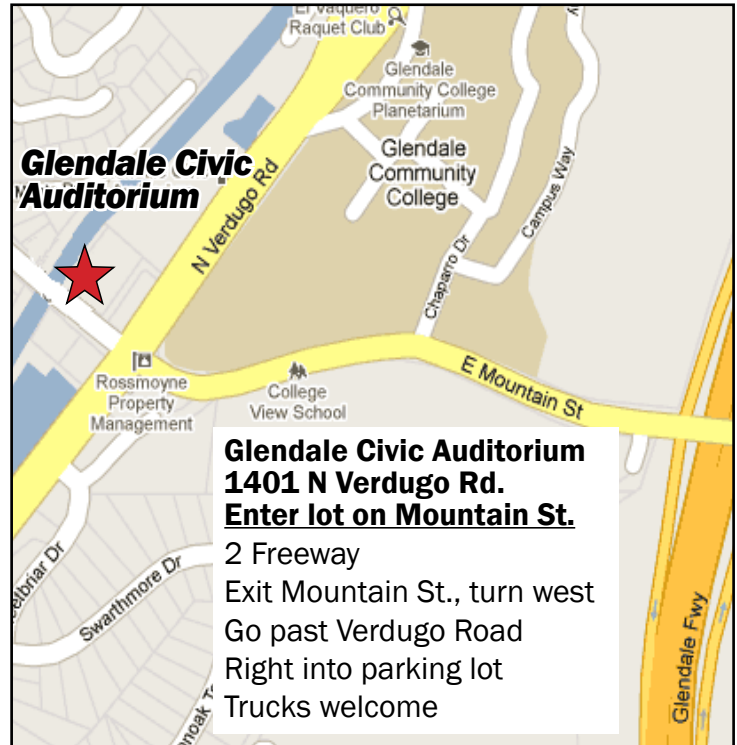 El Vaquero
Raquet Club
Glendale
Community College
Planetarium
Glendale
Community
College
Glendale Civic
Auditorium
N Verdugo Rd
Campus Way
Chaparro Dr
E Mountain St
Rossmoyne
Property
Management
College
View School
Glendale Civic Auditorium
1401 N Verdugo Rd.
Enter lot on Mountain St.
2 Freeway
Exit Mountain St., turn west
Go past Verdugo Road
Right into parking lot
Trucks welcome
Swarthmore Dr
Glendale Fwy